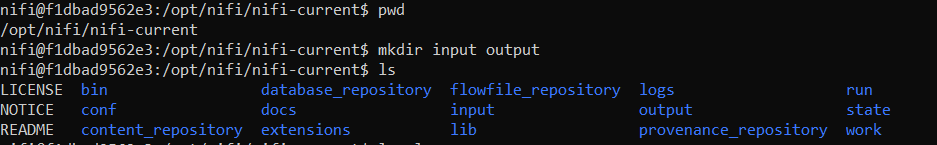 nifi@f1dbad9562e3:/opt/nifi/nifi-current$ pwd
/opt/nifi/nifi-current
nifi@f1dbad9562e3:/opt/nifi/nifi-current$ mkdir input output
nifi@f1dbad9562e3:/opt/nifi/nifi-current$ ls
LICENSE  bin                 database_repository  flowfile_repository  logs                   run
NOTICE   conf                docs                 input                output                 state
README   content_repository  extensions           lib                  provenance_repository  work